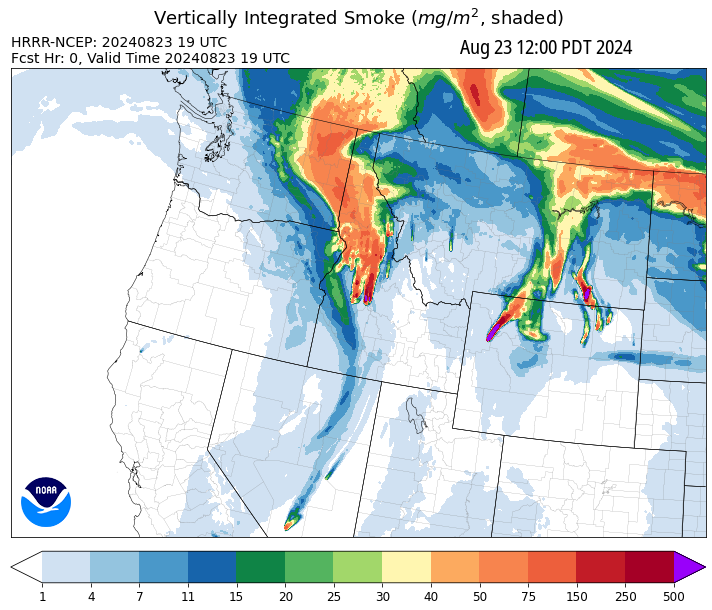 Vertically Integrated Smoke (mg/m², shaded)
HRRR-NCEP: 20240823 19 UTC
Fcst Hr: 0, Valid Time 20240823 19 UTC
Aug 23 12:00 PDT 2024
NOAA
1 4 7 11 15 20 25 30 40 50 75 150 250 500